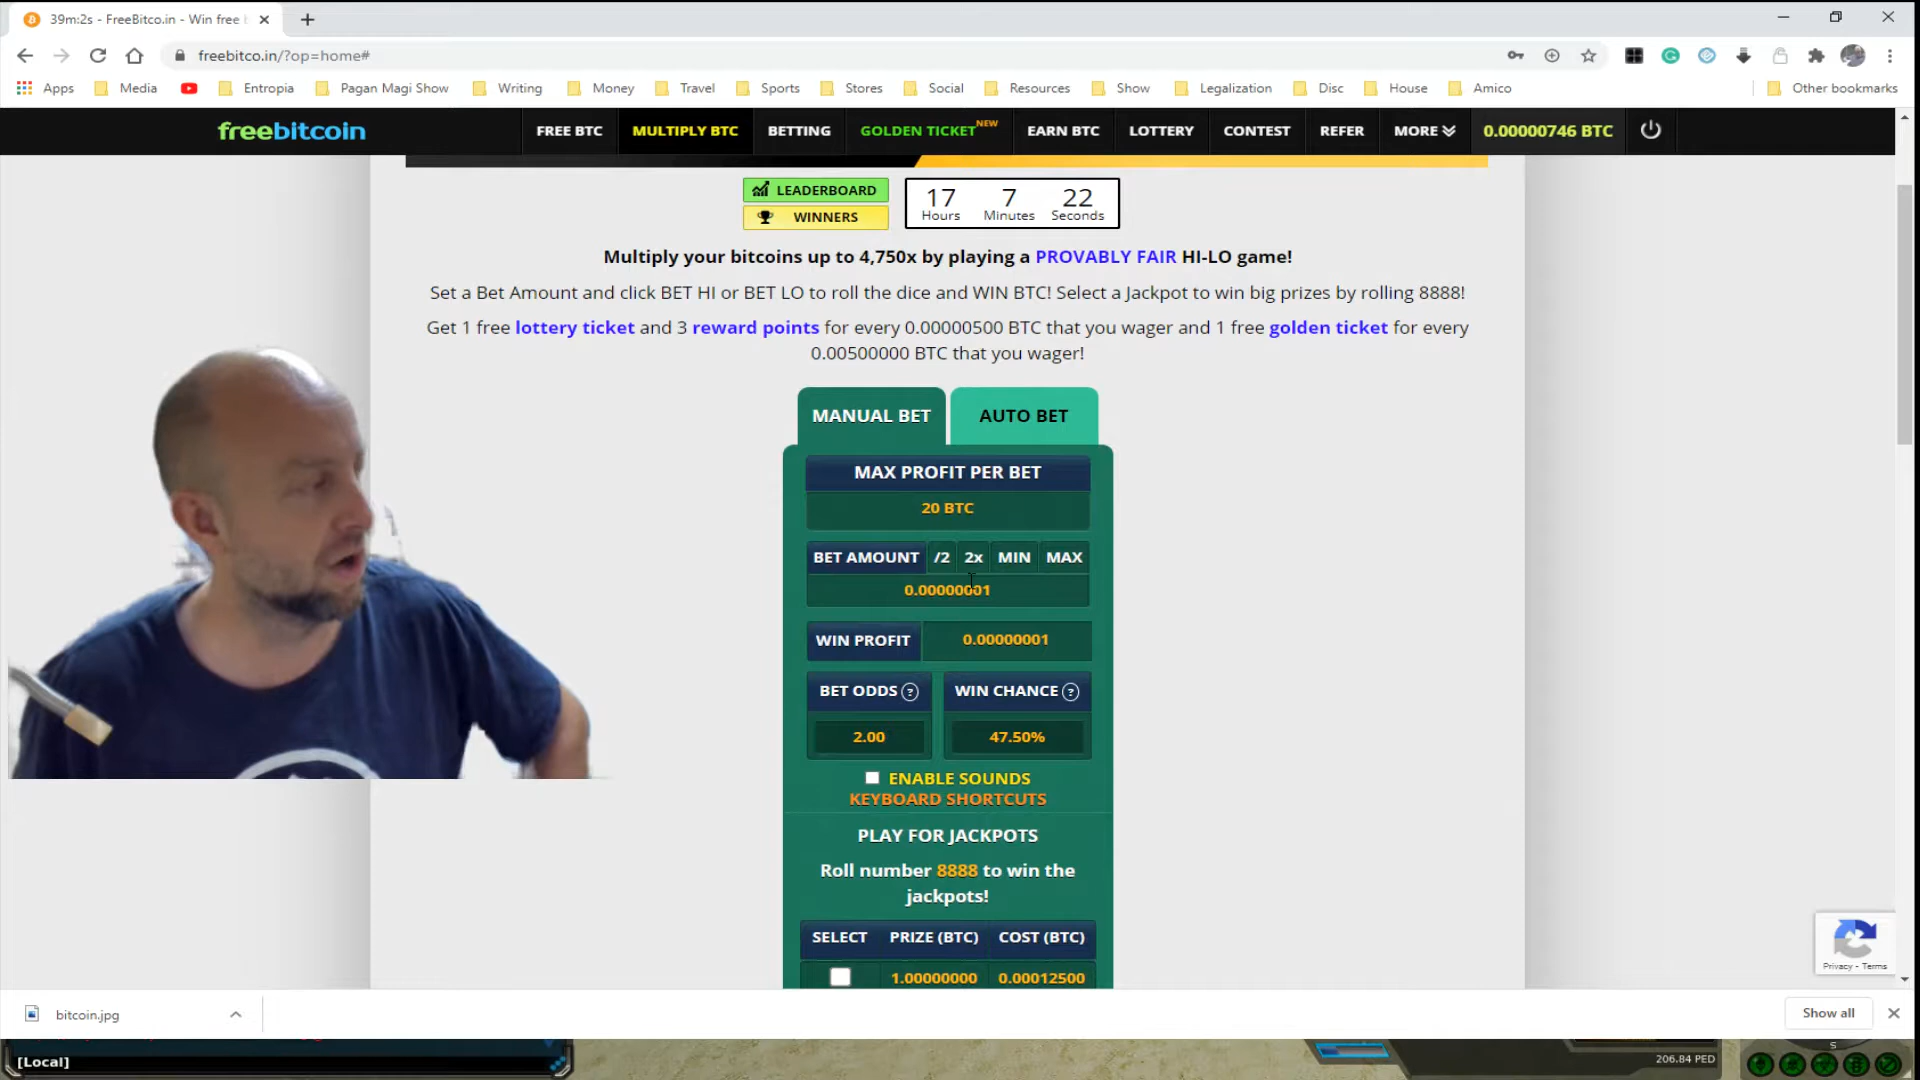 39m:2s - FreeBitco.in - Win free b
freebitco.in/?op=home#
Apps
Media
Entropia
Pagan Magi Show
Writing
Money
Travel
Sports
Stores
Social
Resources
Show
Legalization
Disc
House
Amico
Other bookmarks
freebitcoin
FREE BTC
MULTIPLY BTC
BETTING
GOLDEN TICKET NEW
EARN BTC
LOTTERY
CONTEST
REFER
MORE
0.00000746 BTC
LEADERBOARD
WINNERS
17 7 22
Hours Minutes Seconds
Multiply your bitcoins up to 4,750x by playing a PROVABLY FAIR HI-LO game!
Set a Bet Amount and click BET HI or BET LO to roll the dice and WIN BTC! Select a Jackpot to win big prizes by rolling 8888!
Get 1 free lottery ticket and 3 reward points for every 0.00000500 BTC that you wager and 1 free golden ticket for every
0.00500000 BTC that you wager!
MANUAL BET
AUTO BET
MAX PROFIT PER BET
20 BTC
BET AMOUNT /2 2x MIN MAX
0.00000001
WIN PROFIT 0.00000001
BET ODDS ? WIN CHANCE ?
2.00 47.50%
ENABLE SOUNDS
KEYBOARD SHORTCUTS
PLAY FOR JACKPOTS
Roll number 8888 to win the
jackpots!
SELECT PRIZE (BTC) COST (BTC)
1.00000000 0.00012500
Privacy - Terms
bitcoin.jpg
Show all
[Local]
206.84 PED
S